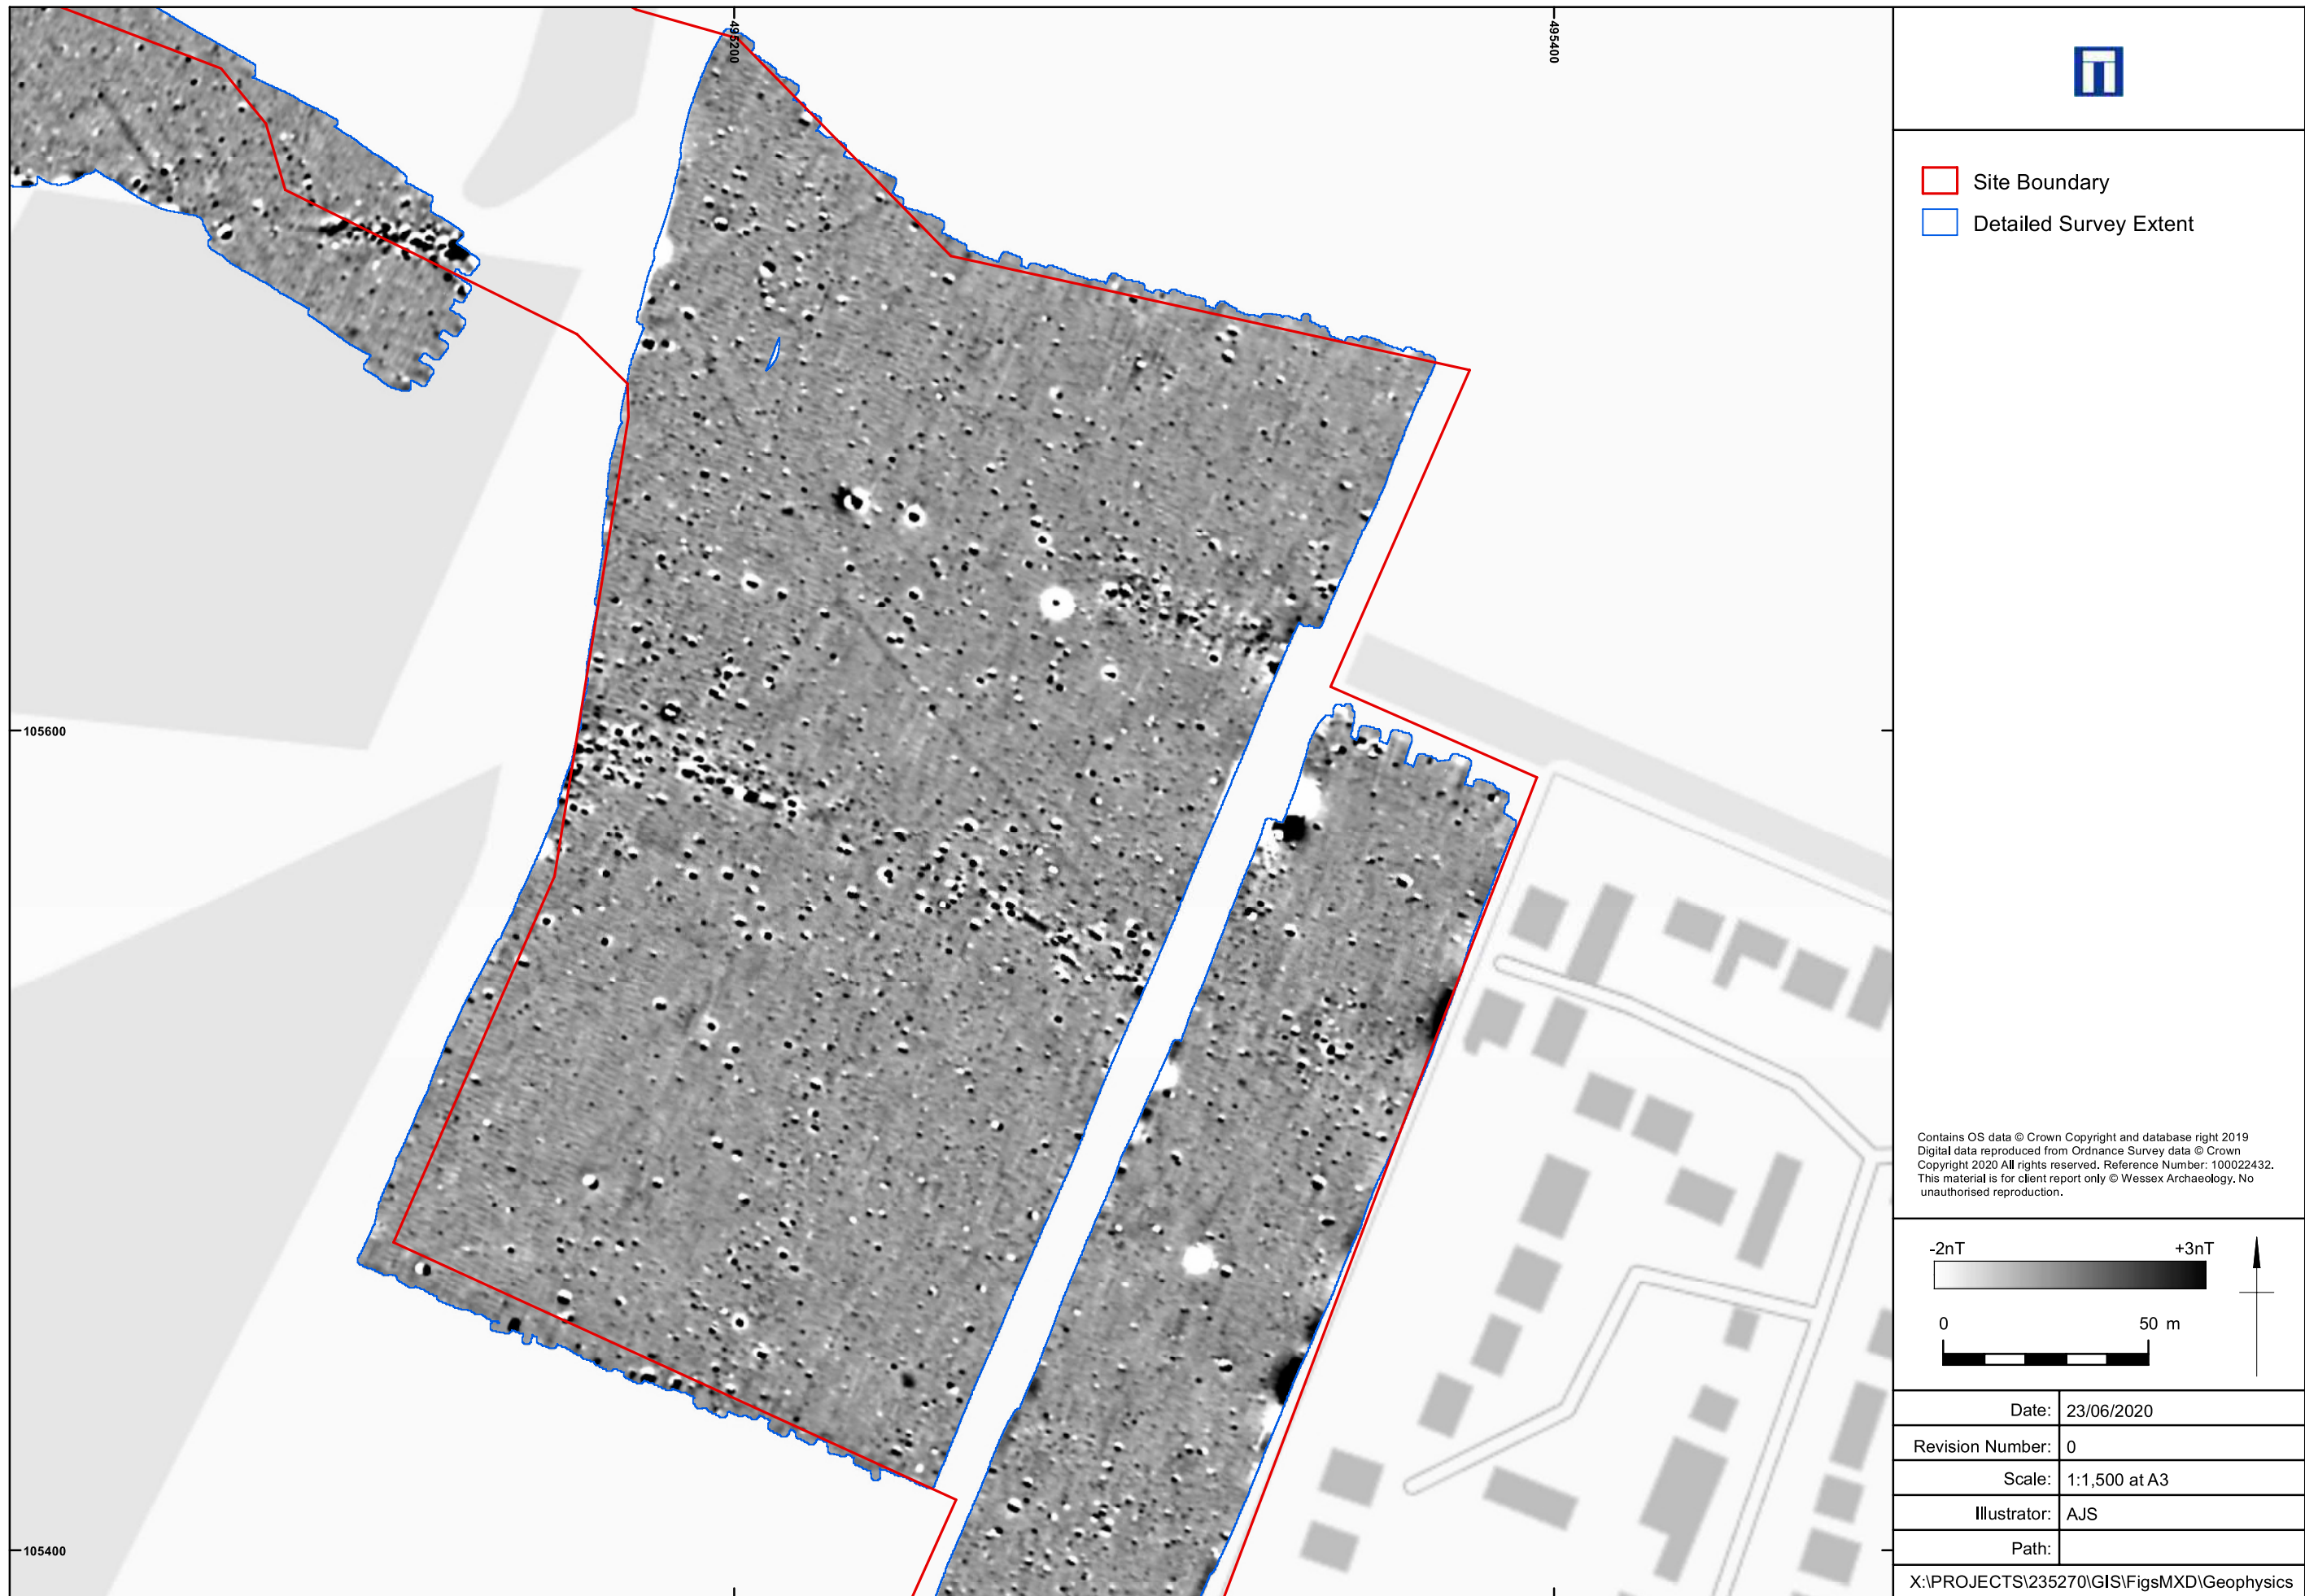 495200
495400
105600
105400
Site Boundary
Detailed Survey Extent
Contains OS data © Crown Copyright and database right 2019
Digital data reproduced from Ordnance Survey data © Crown
Copyright 2020 All rights reserved. Reference Number: 100022432.
This material is for client report only © Wessex Archaeology. No
unauthorised reproduction.
-2nT +3nT
0 50 m
Date: 23/06/2020
Revision Number: 0
Scale: 1:1,500 at A3
Illustrator: AJS
Path:
X:\PROJECTS\235270\GIS\FigsMXD\Geophysics